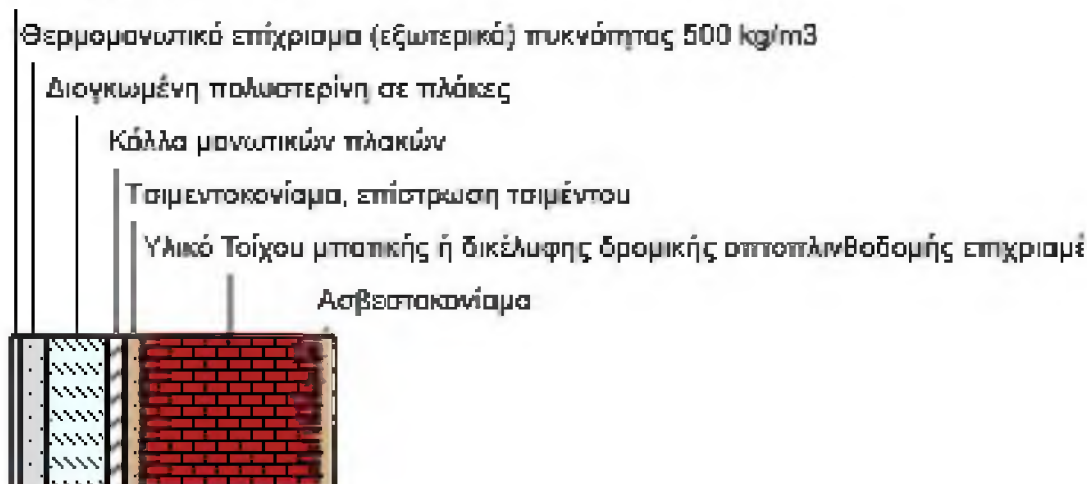 Θερμομονωτικό επίχρισμα (εξωτερικό) πυκνότητας 500 kg/m3
Διογκωμένη πολυστερίνη σε πλάκες
Κόλλα μονωτικών πλακών
Τσιμεντοκονίαμα, επίστρωση τσιμέντου
Υλικό Τοίχου μπατικής ή δικέλυφης δρομικής οπτοπλινθοδομής επιχρισμέ
Ασβεστοκονίαμα